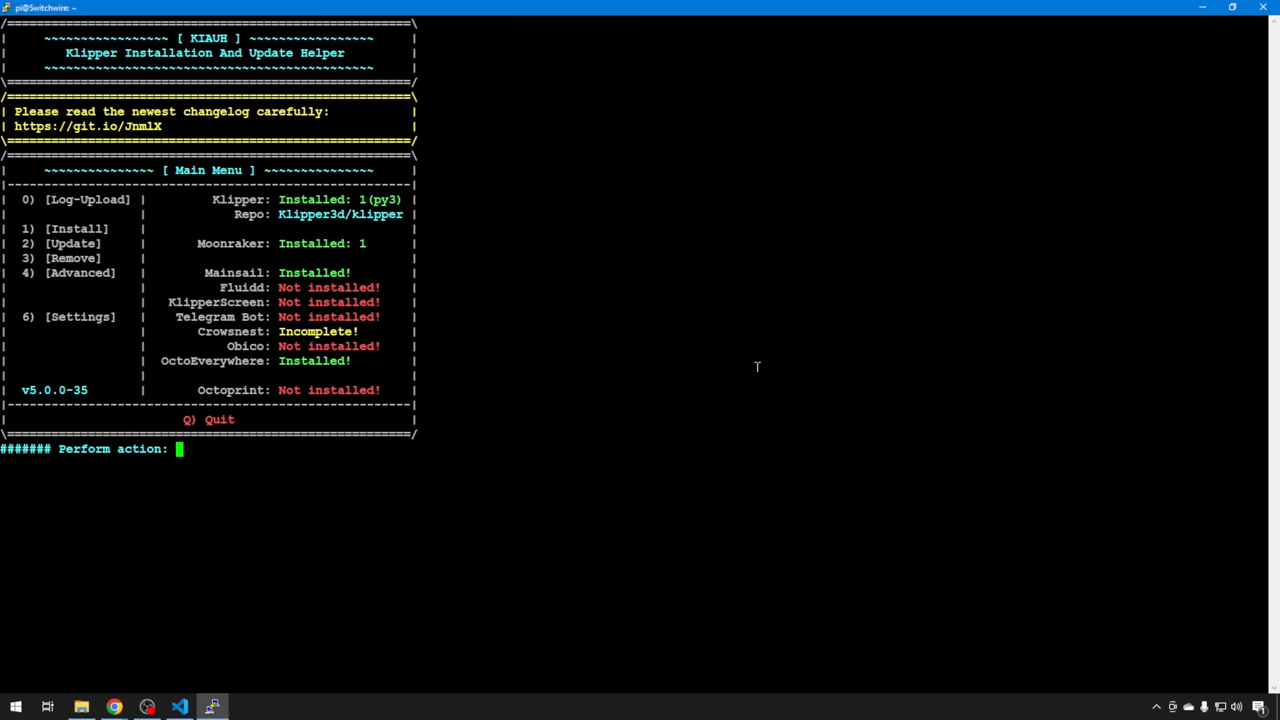 pi@Switchwire: ~
/=======================================================\
| ~~~~~~~~~~~~~~~~~ [ KIAUH ] ~~~~~~~~~~~~~~~~~ |
| Klipper Installation And Update Helper |
| ~~~~~~~~~~~~~~~~~~~~~~~~~~~~~~~~~~~~~~~~~~~~~ |
\=======================================================/
/=======================================================\
| Please read the newest changelog carefully: |
| https://git.io/JnmlX |
\=======================================================/
/=======================================================\
| ~~~~~~~~~~~~~~~ [ Main Menu ] ~~~~~~~~~~~~~~~ |
|-------------------------------------------------------|
| 0) [Log-Upload] | Klipper: Installed: 1(py3) |
| | Repo: Klipper3d/klipper |
| 1) [Install] | |
| 2) [Update] | Moonraker: Installed: 1 |
| 3) [Remove] | |
| 4) [Advanced] | Mainsail: Installed! |
| | Fluidd: Not installed! |
| | KlipperScreen: Not installed! |
| 6) [Settings] | Telegram Bot: Not installed! |
| | Crowsnest: Incomplete! |
| | Obico: Not installed! |
| | OctoEverywhere: Installed! |
| | |
| v5.0.0-35 | Octoprint: Not installed! |
|-------------------------------------------------------|
| Q) Quit |
\=======================================================/
####### Perform action:
1